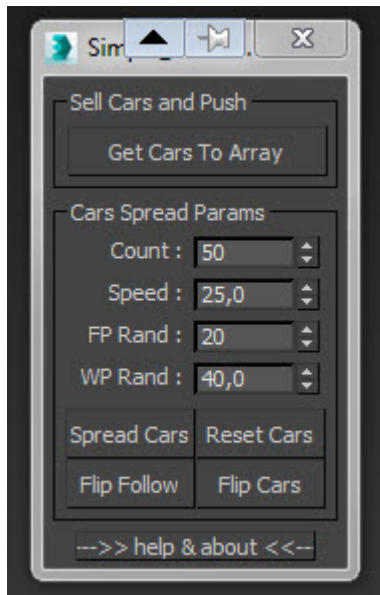 Sell Cars and Push
Get Cars To Array
Cars Spread Params
Count : 50
Speed : 25,0
FP Rand : 20
WP Rand : 40,0
Spread Cars Reset Cars
Flip Follow Flip Cars
--->> help & about <<---